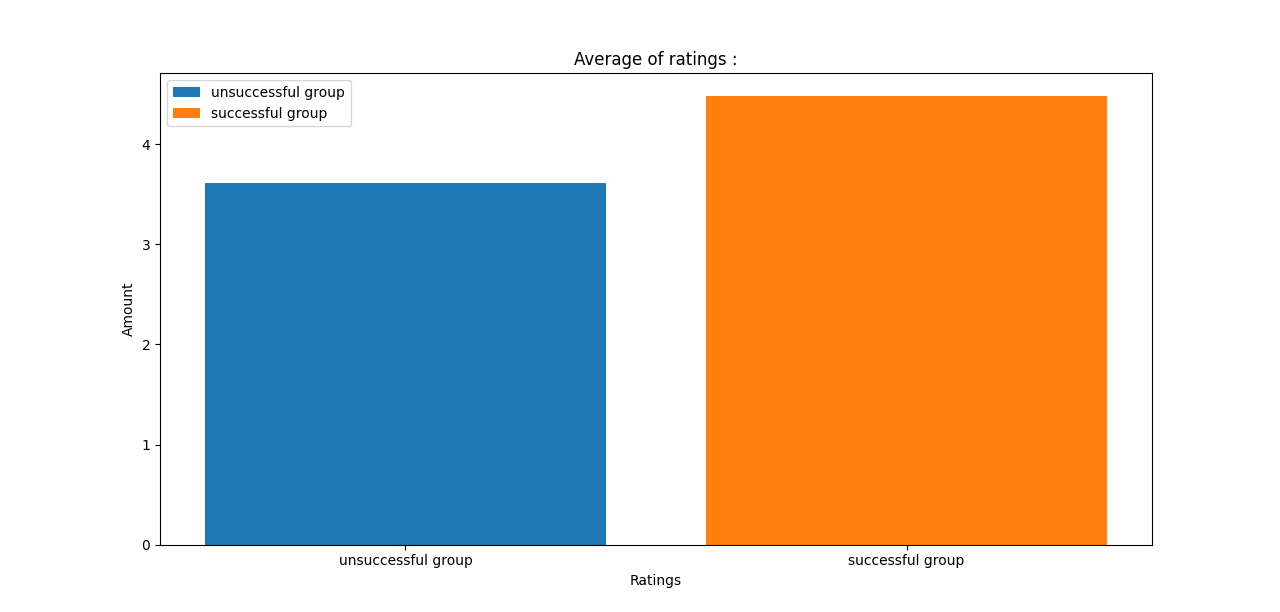 Average of ratings :
unsuccessful group
successful group
4
3
2
1
0
Amount
unsuccessful group
successful group
Ratings